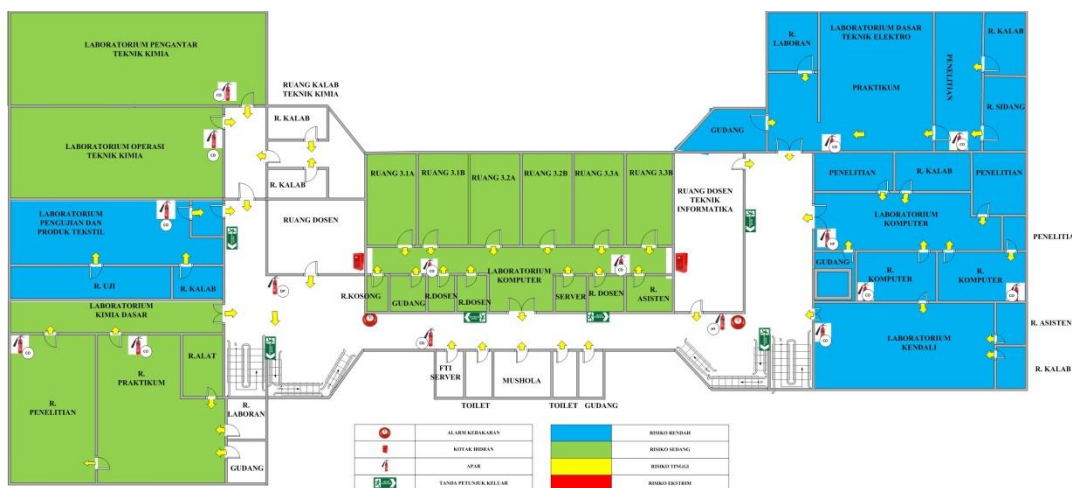 LABORATORIUM PENGANTAR
TEKNIK KIMIA
RUANG KALAB
TEKNIK KIMIA
R. KALAB
LABORATORIUM OPERASI
TEKNIK KIMIA
R. KALAB
LABORATORIUM
PENGUJIAN DAN
PRODUK TEKSTIL
RUANG DOSEN
R. UJI
R. KALAB
LABORATORIUM
KIMIA DASAR
R. ALAT
R.
PRAKTIKUM
R.
PENELITIAN
R.
LABORAN
GUDANG
RUANG 3.1A
RUANG 3.1B
RUANG 3.2A
RUANG 3.2B
RUANG 3.3A
RUANG 3.3B
LABORATORIUM
KOMPUTER
R.KOSONG
GUDANG
R.DOSEN
R.DOSEN
SERVER
R. DOSEN
R.
ASISTEN
FTI
SERVER
TOILET
MUSHOLA
TOILET
GUDANG
RUANG DOSEN
TEKNIK
INFORMATIKA
R.
LABORAN
LABORATORIUM DASAR
TEKNIK ELEKTRO
PRAKTIKUM
PENELITIAN
R. KALAB
R. SIDANG
GUDANG
PENELITIAN
R. KALAB
PENELITIAN
LABORATORIUM
KOMPUTER
PENELITIA
GUDANG
R.
KOMPUTER
R.
KOMPUTER
LABORATORIUM
KENDALI
R. ASISTEN
R. KALAB
ALARM KEBAKARAN
RISIKO RENDAH
KOTAK HIDRAN
RISIKO SEDANG
APAR
RISIKO TINGGI
TANDA PETUNJUK KELUAR
RISIKO EKSTRIM